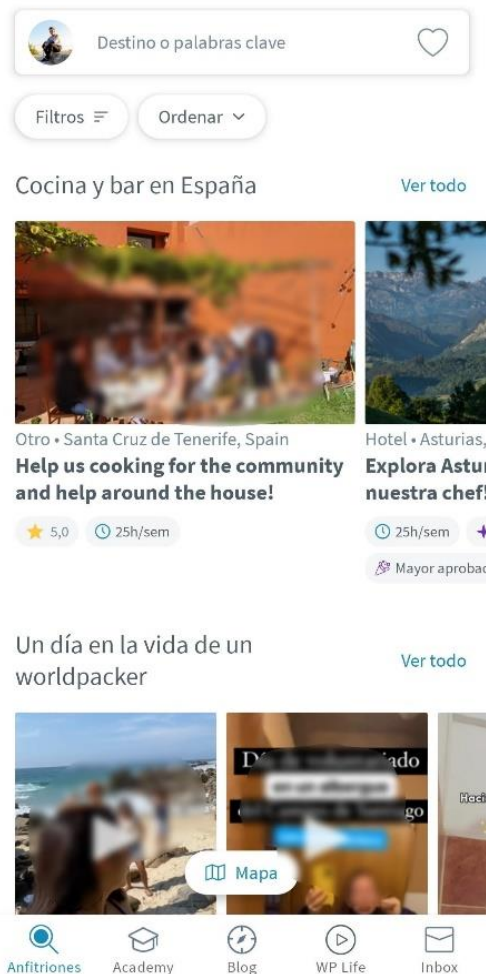 Destino o palabras clave
Filtros
Ordenar
Cocina y bar en España
Ver todo
Otro • Santa Cruz de Tenerife, Spain
Help us cooking for the community
and help around the house!
5,0
25h/sem
Hotel • Asturias,
Explora Astu
nuestra chef!
25h/sem
Mayor aprobac
Un día en la vida de un
worldpacker
Ver todo
Mapa
Anfitriones
Academy
Blog
WP Life
Inbox